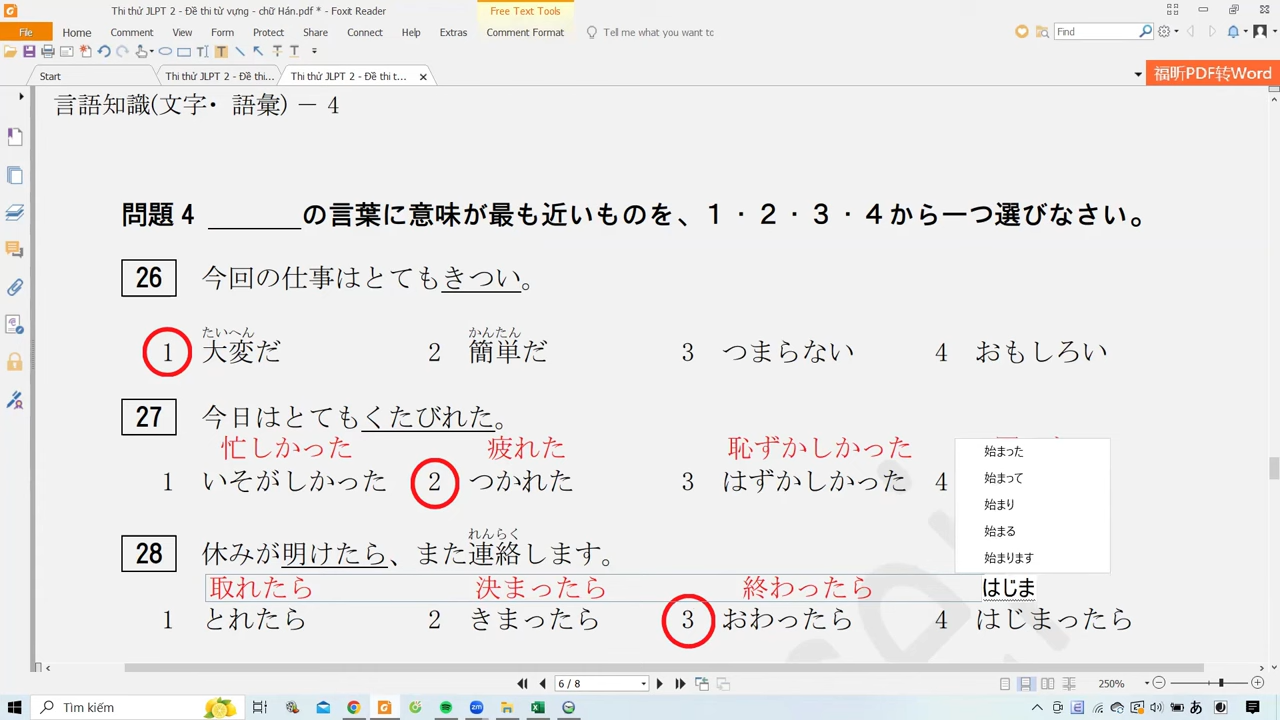 Thi thử JLPT 2 - Đề thi từ vựng - chữ Hán.pdf * - Foxit Reader
Free Text Tools
File Home Comment View Form Protect Share Connect Help Extras Comment Format Tell me what you want tc Find
Start Thi thử JLPT 2 - Đề thi... Thi thử JLPT 2 - Đề thi t... 福昕PDF转Word
言語知識(文字・語彙) － 4
問題4 ______の言葉に意味が最も近いものを、1・2・3・4から一つ選びなさい。
26 今回の仕事はとてもきつい。
たいへん かんたん
1 大変だ 2 簡単だ 3 つまらない 4 おもしろい
27 今日はとてもくたびれた。
忙しかった 疲れた 恥ずかしかった
1 いそがしかった 2 つかれた 3 はずかしかった 4
始まった
始まって
始まり
始まる
始まります
れんらく
28 休みが明けたら、また連絡します。
取れたら 決まったら 終わったら はじま
1 とれたら 2 きまったら 3 おわったら 4 はじまったら
6 / 8 250%
Tìm kiếm あ